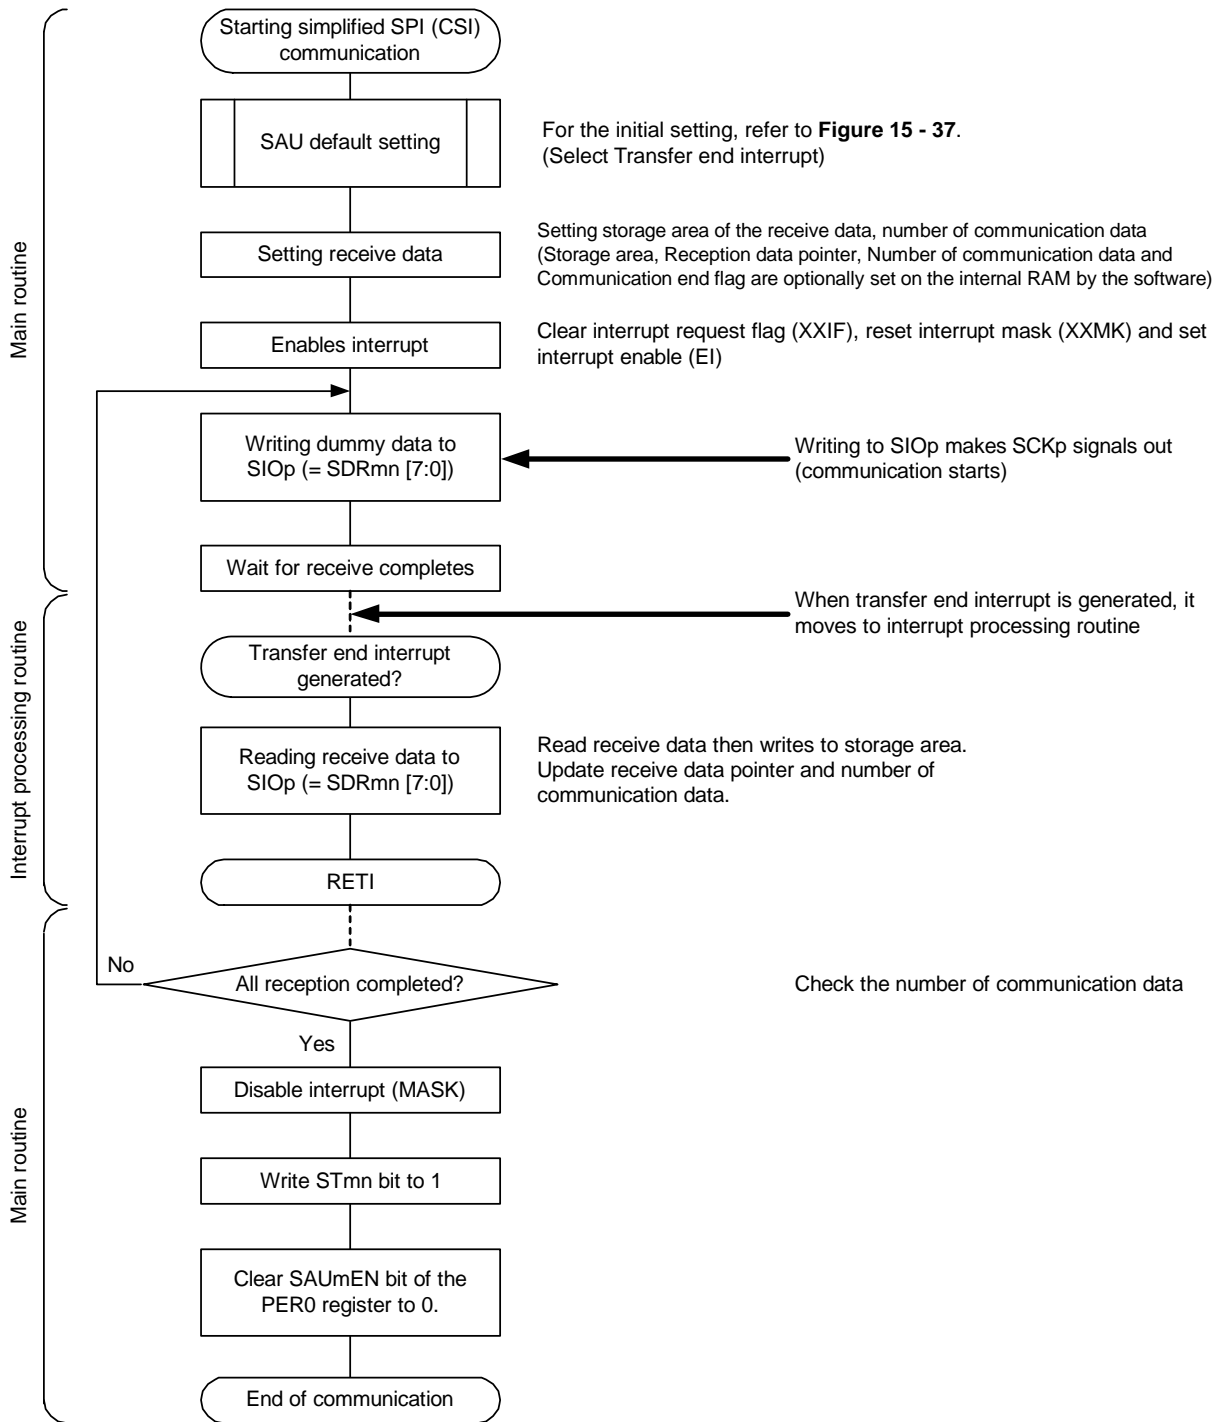 Starting simplified SPI (CSI)
communication
SAU default setting
For the initial setting, refer to Figure 15 - 37.
(Select Transfer end interrupt)
Main routine
Setting receive data
Setting storage area of the receive data, number of communication data
(Storage area, Reception data pointer, Number of communication data and
Communication end flag are optionally set on the internal RAM by the software)
Enables interrupt
Clear interrupt request flag (XXIF), reset interrupt mask (XXMK) and set
interrupt enable (EI)
Writing dummy data to
SIOp (= SDRmn [7:0])
Writing to SIOp makes SCKp signals out
(communication starts)
Wait for receive completes
When transfer end interrupt is generated, it
moves to interrupt processing routine
Interrupt processing routine
Transfer end interrupt
generated?
Reading receive data to
SIOp (= SDRmn [7:0])
Read receive data then writes to storage area.
Update receive data pointer and number of
communication data.
RETI
No
All reception completed?
Check the number of communication data
Yes
Main routine
Disable interrupt (MASK)
Write STmn bit to 1
Clear SAUmEN bit of the
PER0 register to 0.
End of communication